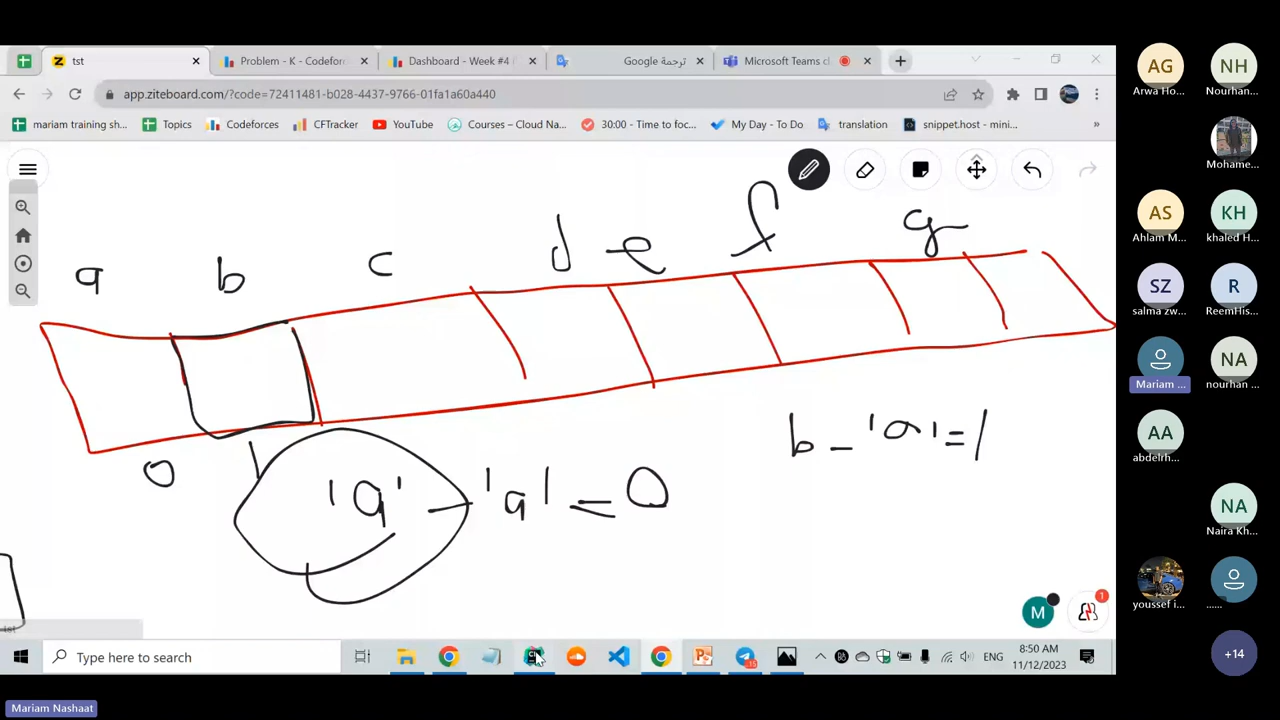 tst
Problem - K - Codeforc
Dashboard - Week #4
ترجمة Google
Microsoft Teams cl
app.ziteboard.com/?code=72411481-b028-4437-9766-01fa1a60a440
mariam training sh...
Topics
Codeforces
CFTracker
YouTube
Courses – Cloud Na...
30:00 - Time to foc...
My Day - To Do
translation
snippet.host - mini...
»
a b c d e f g
0 1
'a' - 'a' = 0
b - 'a' = 1
tst
M
1
Type here to search
15
ENG
8:50 AM
11/12/2023
AG
Arwa Ho...
NH
Nourhan...
Mohame...
AS
Ahlam M...
KH
khaled H...
SZ
salma zw...
R
ReemHis...
Mariam ...
NA
nourhan ...
AA
abdelrh...
NA
Naira Kh...
youssef i...
......
+14
Mariam Nashaat